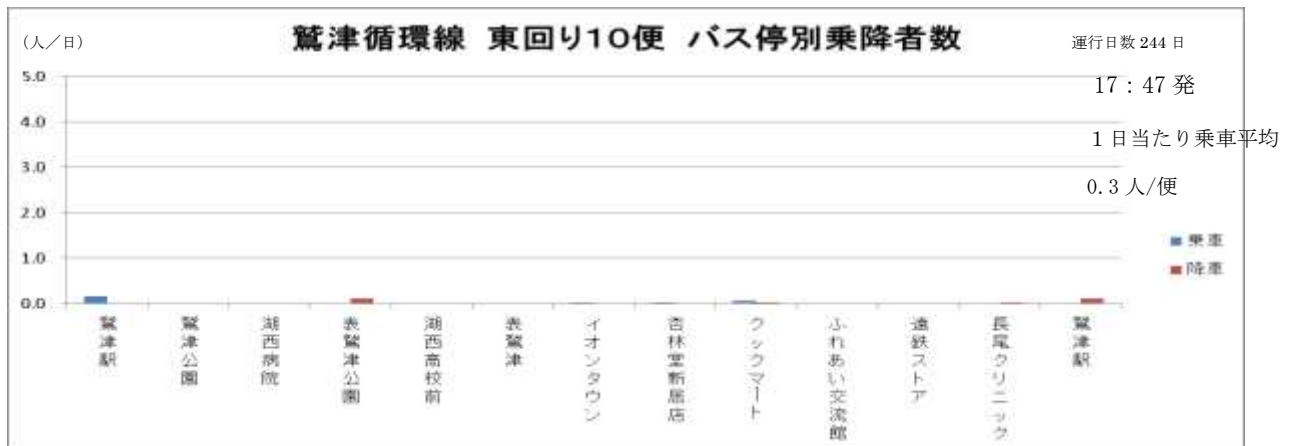 (人/日)
鷲津循環線 東回り10便 バス停別乗降者数
運行日数 244 日
17:47 発
1 日当たり乗車平均
0.3 人/便
5.0
4.0
3.0
2.0
1.0
0.0
乗車
降車
鷲津駅
鷲津公園
湖西病院
表鷲津公園
湖西高校前
表鷲津
イオンタウン
杏林堂新居店
クックマート
ふれあい交流館
遠鉄ストア
長尾クリニック
鷲津駅